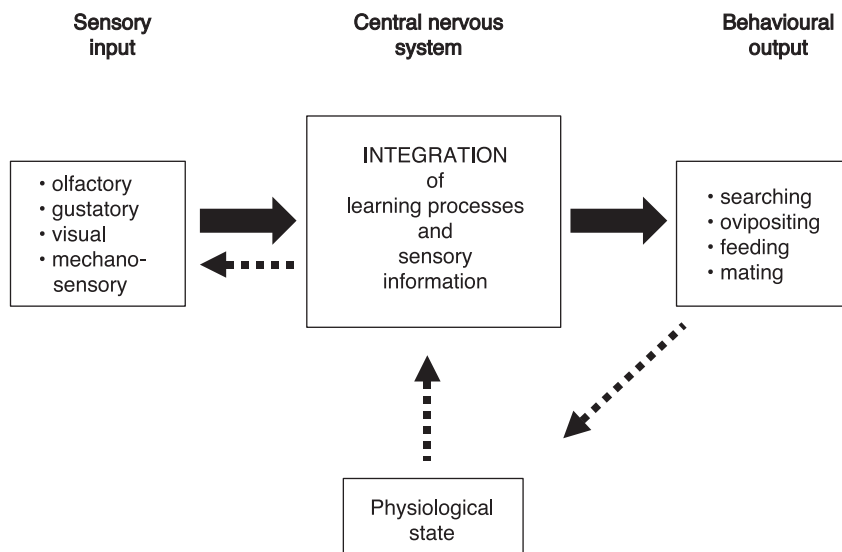 Sensory
input
Central nervous
system
Behavioural
output
• olfactory
• gustatory
• visual
• mechano-
sensory
INTEGRATION
of
learning processes
and
sensory
information
• searching
• ovipositing
• feeding
• mating
Physiological
state